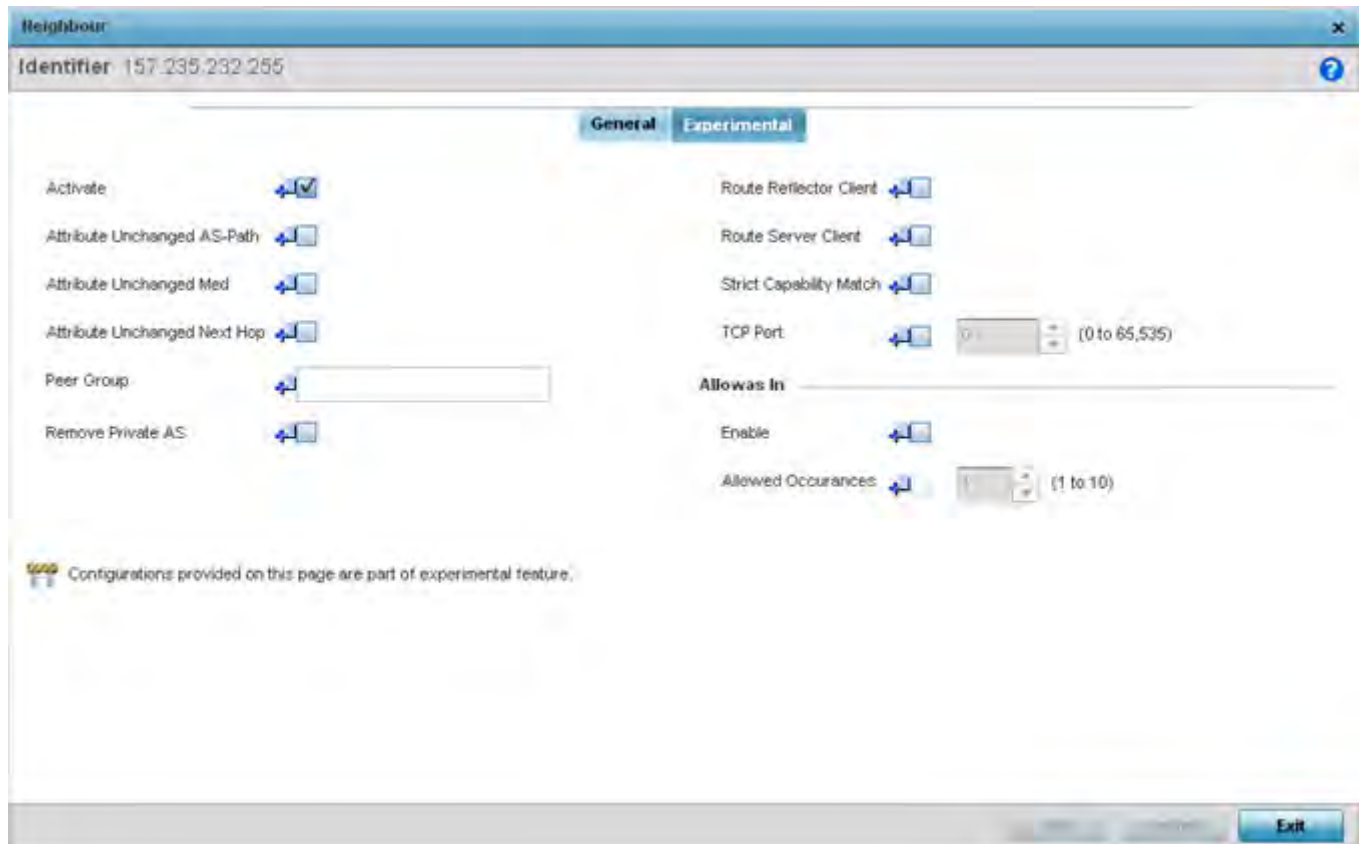 Neighbour
Identifier 157.235.232.255
General Experimental
Activate
Attribute Unchanged AS-Path
Attribute Unchanged Med
Attribute Unchanged Next Hop
Peer Group
Remove Private AS
Route Reflector Client
Route Server Client
Strict Capability Match
TCP Port (0 to 65,535)
Allowas In
Enable
Allowed Occurances 1 (1 to 10)
Configurations provided on this page are part of experimental feature.
Exit